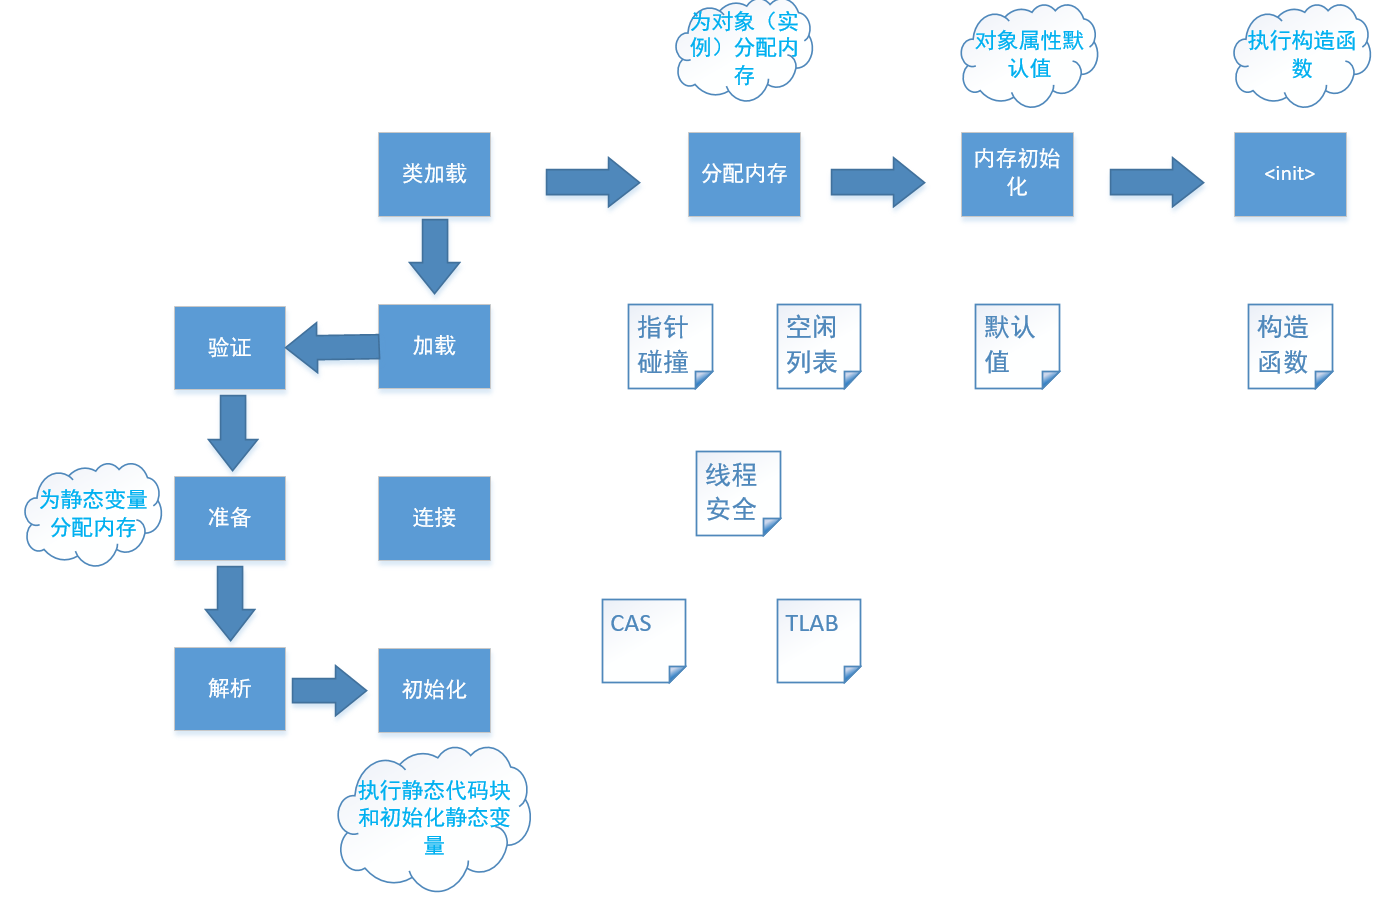 为对象（实
例）分配内
存
对象属性默
认值
执行构造函
数
类加载
分配内存
内存初始
化
<init>
验证
加载
指针
碰撞
空闲
列表
默认
值
构造
函数
线程
安全
为静态变量
分配内存
准备
连接
CAS
TLAB
解析
初始化
执行静态代码块
和初始化静态变
量